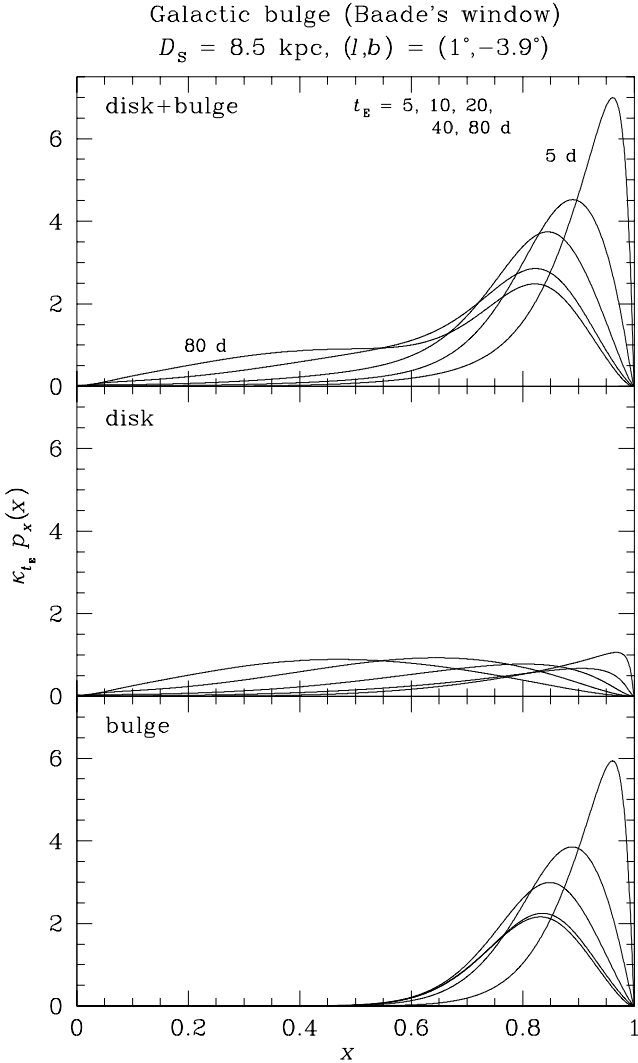 Galactic bulge (Baade's window)
D_S = 8.5 kpc, (l,b) = (1°,−3.9°)
disk+bulge
t_E = 5, 10, 20,
40, 80 d
5 d
80 d
6
4
2
0
disk
6
4
2
0
κ_{t_E} p_x(x)
bulge
6
4
2
0
0 0.2 0.4 0.6 0.8 1
x